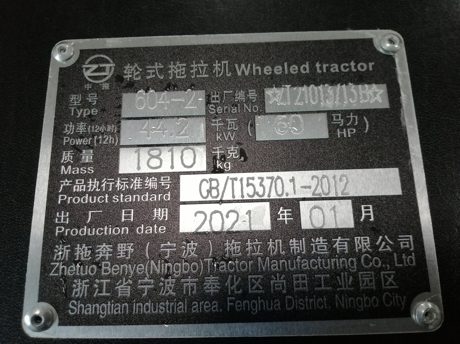 ZT
中拖
轮式拖拉机 Wheeled tractor
型号 604-2 出厂编号
Type Serial No.
功率(12小时) 44.2 千瓦 60 马力
Power(12h) kW HP
质量 1810 千克
Mass kg
产品执行标准编号 GB/T15370.1-2012
Product standard
出厂日期 2021 年 01 月
Production date
浙拖奔野(宁波)拖拉机制造有限公司
Zhetuo Benye(Ningbo)Tractor Manufacturing Co., Ltd
浙江省宁波市奉化区尚田工业园区
Shangtian industrial area. Fenghua District, Ningbo City